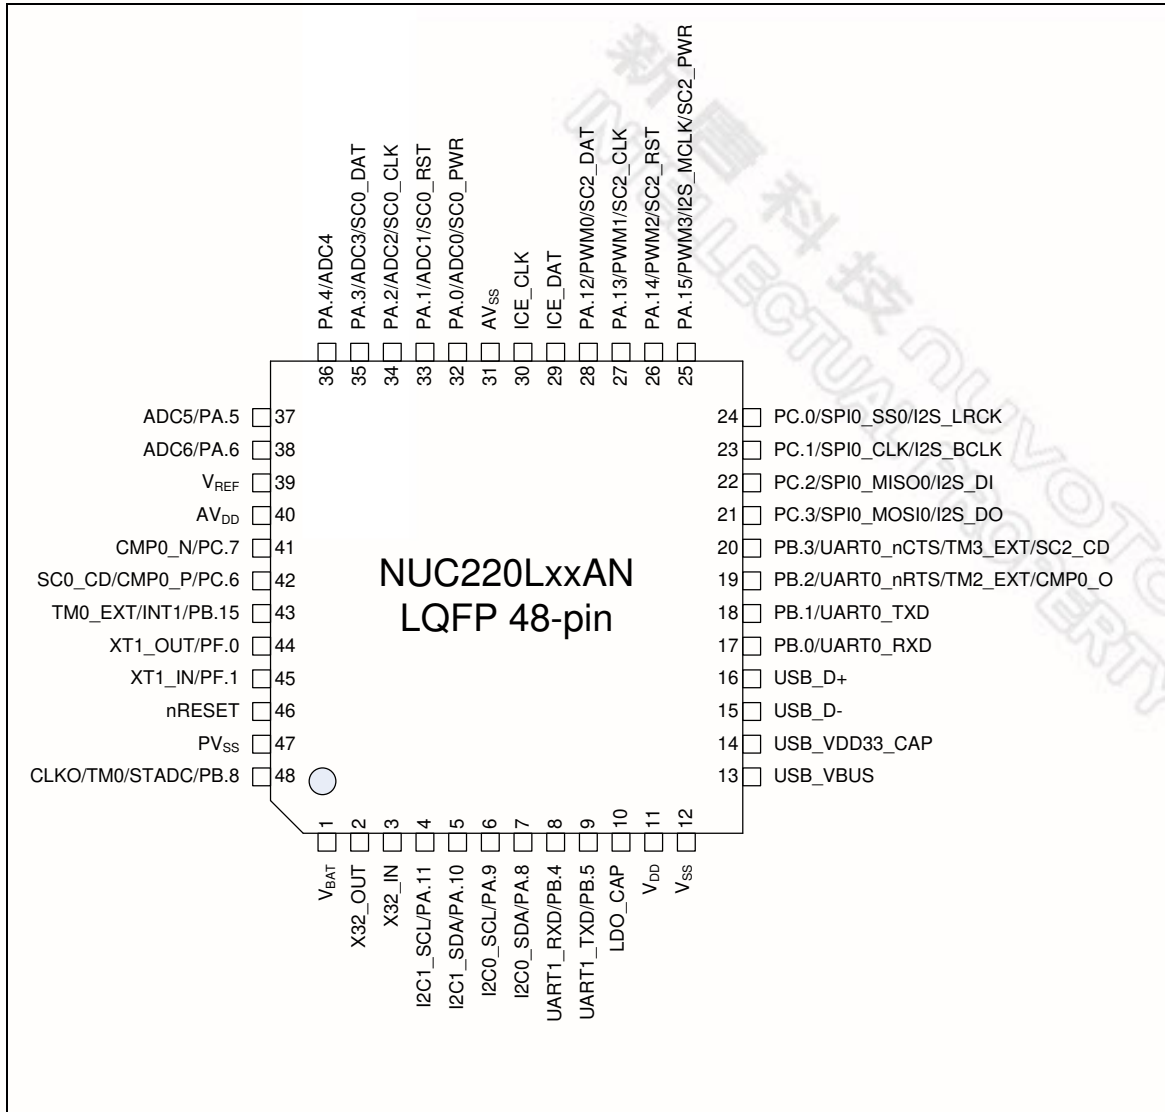 PA.4/ADC4
PA.3/ADC3/SC0_DAT
PA.2/ADC2/SC0_CLK
PA.1/ADC1/SC0_RST
PA.0/ADC0/SC0_PWR
AVSS
ICE_CLK
ICE_DAT
PA.12/PWM0/SC2_DAT
PA.13/PWM1/SC2_CLK
PA.14/PWM2/SC2_RST
PA.15/PWM3/I2S_MCLK/SC2_PWR
36
35
34
33
32
31
30
29
28
27
26
25
ADC5/PA.5 37
ADC6/PA.6 38
VREF 39
AVDD 40
CMP0_N/PC.7 41
SC0_CD/CMP0_P/PC.6 42
TM0_EXT/INT1/PB.15 43
XT1_OUT/PF.0 44
XT1_IN/PF.1 45
nRESET 46
PVSS 47
CLKO/TM0/STADC/PB.8 48
NUC220LxxAN
LQFP 48-pin
24 PC.0/SPI0_SS0/I2S_LRCK
23 PC.1/SPI0_CLK/I2S_BCLK
22 PC.2/SPI0_MISO0/I2S_DI
21 PC.3/SPI0_MOSI0/I2S_DO
20 PB.3/UART0_nCTS/TM3_EXT/SC2_CD
19 PB.2/UART0_nRTS/TM2_EXT/CMP0_O
18 PB.1/UART0_TXD
17 PB.0/UART0_RXD
16 USB_D+
15 USB_D-
14 USB_VDD33_CAP
13 USB_VBUS
1
2
3
4
5
6
7
8
9
10
11
12
VBAT
X32_OUT
X32_IN
I2C1_SCL/PA.11
I2C1_SDA/PA.10
I2C0_SCL/PA.9
I2C0_SDA/PA.8
UART1_RXD/PB.4
UART1_TXD/PB.5
LDO_CAP
VDD
VSS
新唐科技 nuvoTon
INTELLECTUAL PROPERTY